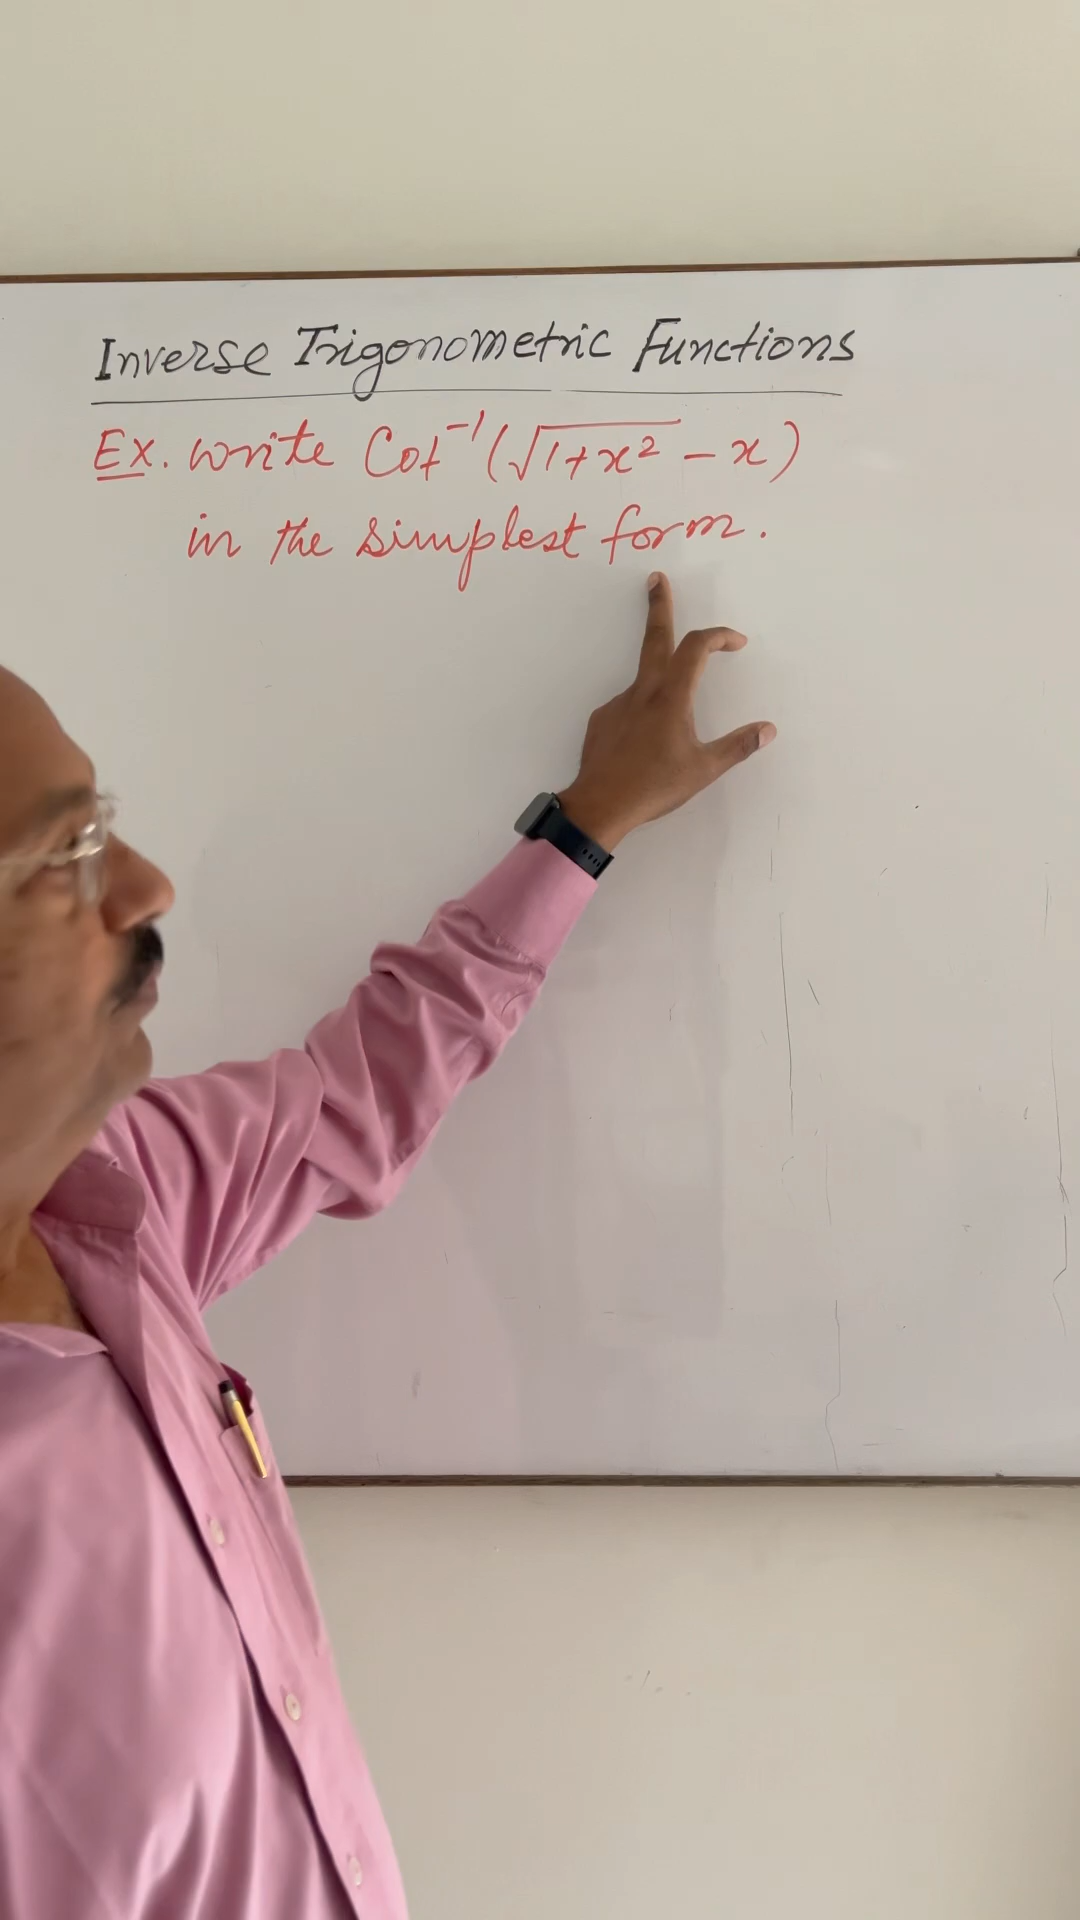 Inverse Trigonometric Functions
Ex. write Cot⁻¹(√1+x² - x)
in the simplest form.